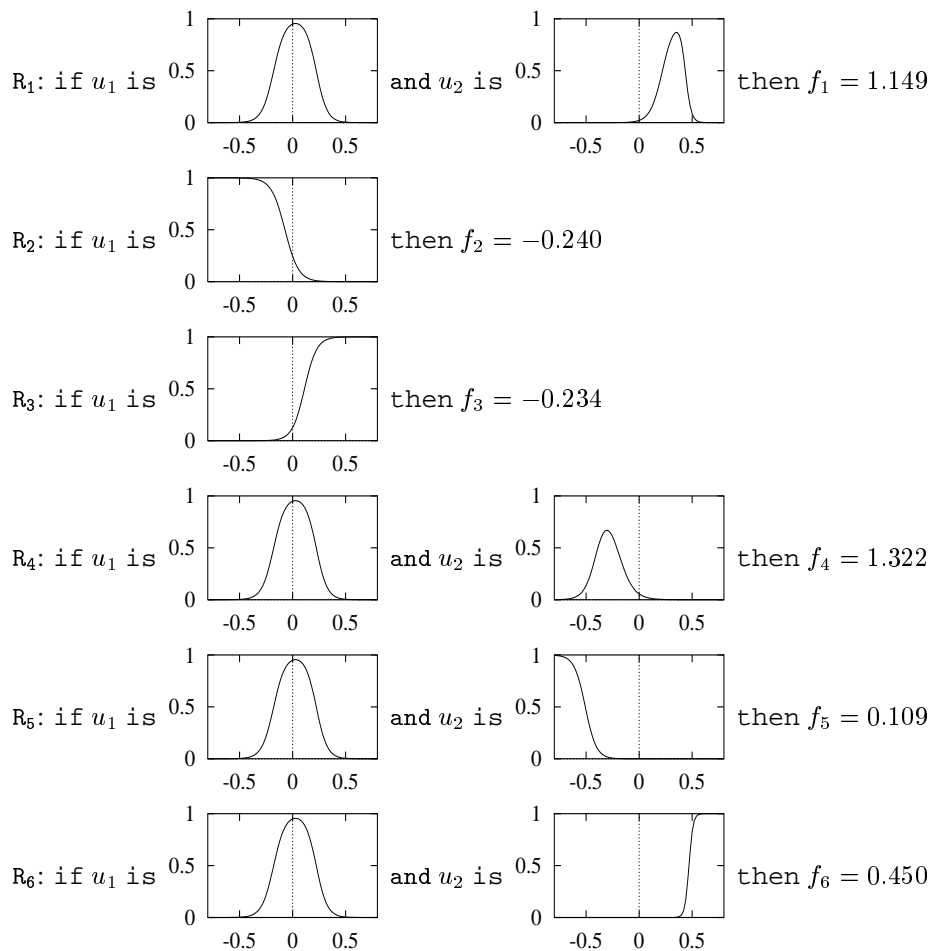 1
0.5
0
-0.5 0 0.5
R₁: if u₁ is
and u₂ is
1
0.5
0
-0.5 0 0.5
then f₁ = 1.149
1
0.5
0
-0.5 0 0.5
R₂: if u₁ is
then f₂ = −0.240
1
0.5
0
-0.5 0 0.5
R₃: if u₁ is
then f₃ = −0.234
1
0.5
0
-0.5 0 0.5
R₄: if u₁ is
and u₂ is
1
0.5
0
-0.5 0 0.5
then f₄ = 1.322
1
0.5
0
-0.5 0 0.5
R₅: if u₁ is
and u₂ is
1
0.5
0
-0.5 0 0.5
then f₅ = 0.109
1
0.5
0
-0.5 0 0.5
R₆: if u₁ is
and u₂ is
1
0.5
0
-0.5 0 0.5
then f₆ = 0.450